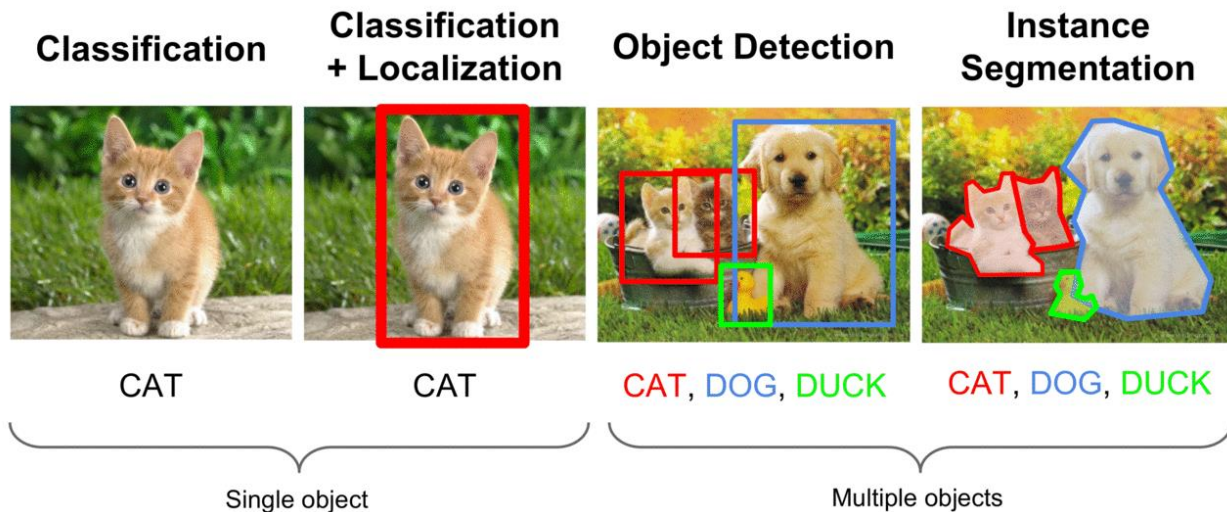 Classification
Classification
+ Localization
Object Detection
Instance
Segmentation
CAT
CAT
CAT, DOG, DUCK
CAT, DOG, DUCK
Single object
Multiple objects